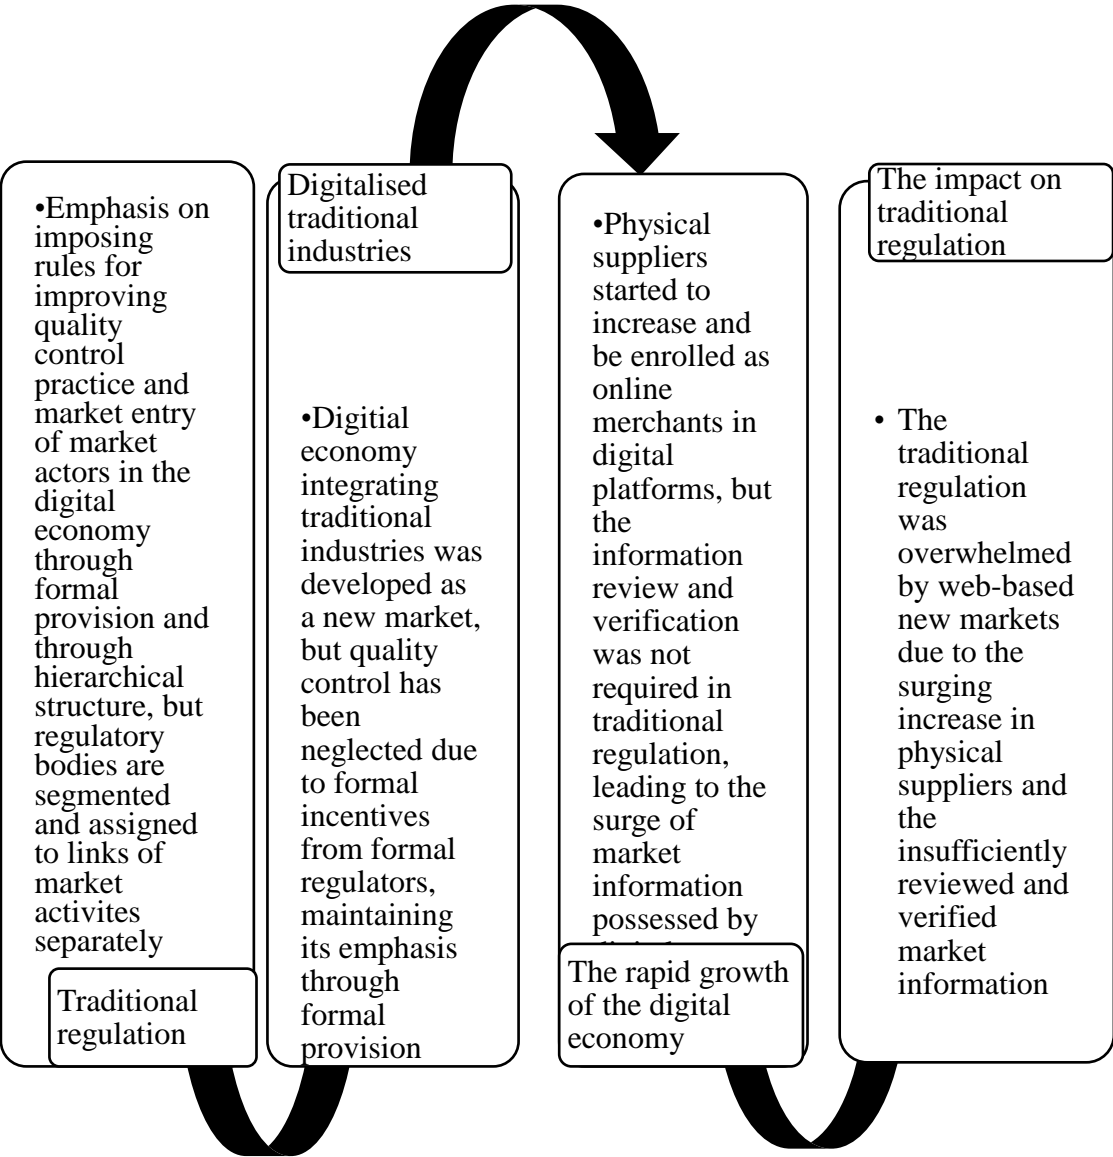 •Emphasis on
imposing
rules for
improving
quality
control
practice and
market entry
of market
actors in the
digital
economy
through
formal
provision and
through
hierarchical
structure, but
regulatory
bodies are
segmented
and assigned
to links of
market
activites
separately
Traditional
regulation
Digitalised
traditional
industries
•Digitial
economy
integrating
traditional
industries was
developed as
a new market,
but quality
control has
been
neglected due
to formal
incentives
from formal
regulators,
maintaining
its emphasis
through
formal
provision
•Physical
suppliers
started to
increase and
be enrolled as
online
merchants in
digital
platforms, but
the
information
review and
verification
was not
required in
traditional
regulation,
leading to the
surge of
market
information
possessed by
The rapid growth
of the digital
economy
The impact on
traditional
regulation
• The
traditional
regulation
was
overwhelmed
by web-based
new markets
due to the
surging
increase in
physical
suppliers and
the
insufficiently
reviewed and
verified
market
information